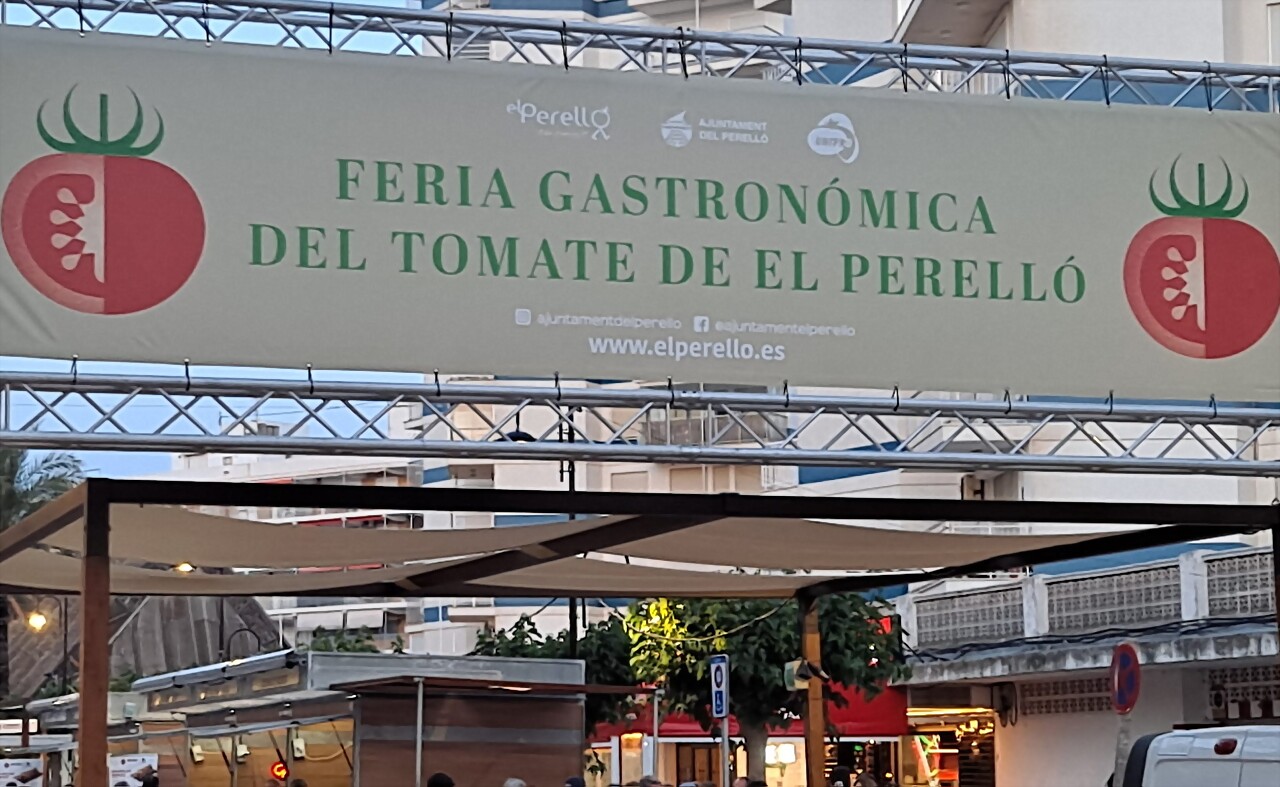 elPerelló
AJUNTAMENT
DEL PERELLÓ
FERIA GASTRONÓMICA
DEL TOMATE DE EL PERELLÓ
ajuntamentdelperello @ajuntamentelperello
www.elperello.es